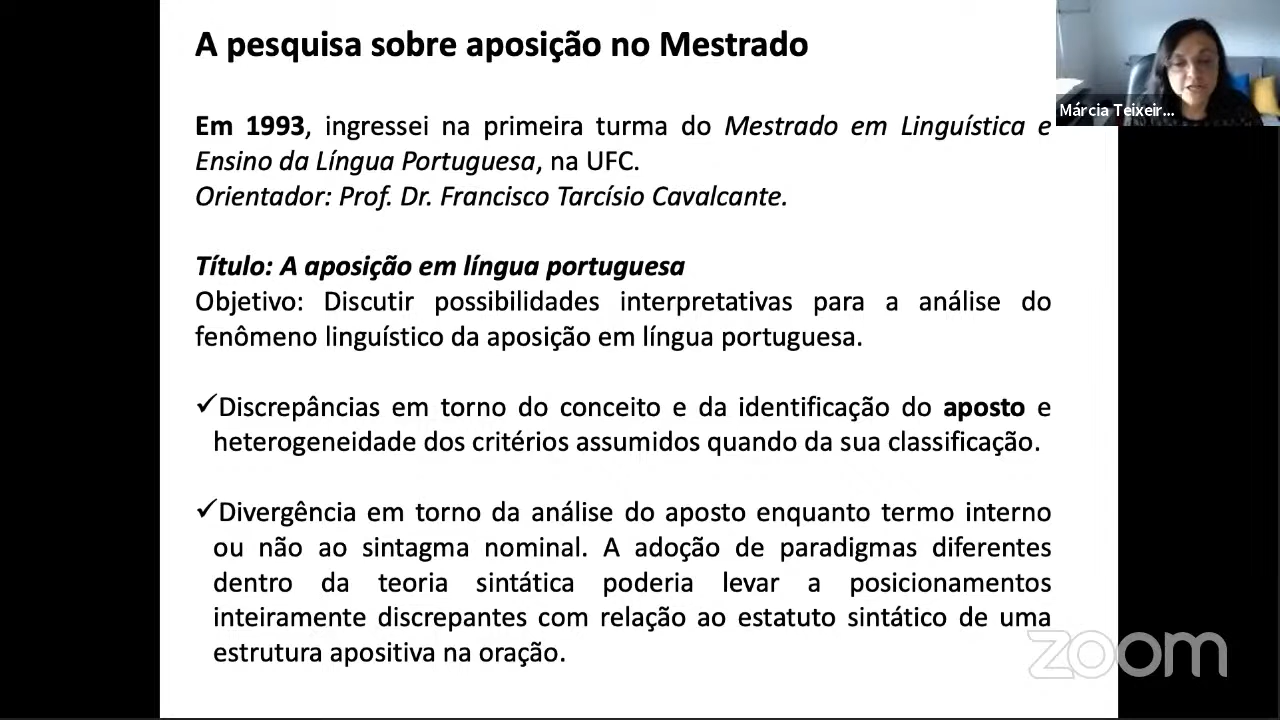 A pesquisa sobre aposição no Mestrado
Márcia Teixeir...
Em 1993, ingressei na primeira turma do Mestrado em Linguística e
Ensino da Língua Portuguesa, na UFC.
Orientador: Prof. Dr. Francisco Tarcísio Cavalcante.
Título: A aposição em língua portuguesa
Objetivo: Discutir possibilidades interpretativas para a análise do
fenômeno linguístico da aposição em língua portuguesa.
✓Discrepâncias em torno do conceito e da identificação do aposto e
heterogeneidade dos critérios assumidos quando da sua classificação.
✓Divergência em torno da análise do aposto enquanto termo interno
ou não ao sintagma nominal. A adoção de paradigmas diferentes
dentro da teoria sintática poderia levar a posicionamentos
inteiramente discrepantes com relação ao estatuto sintático de uma
estrutura apositiva na oração.
zoom